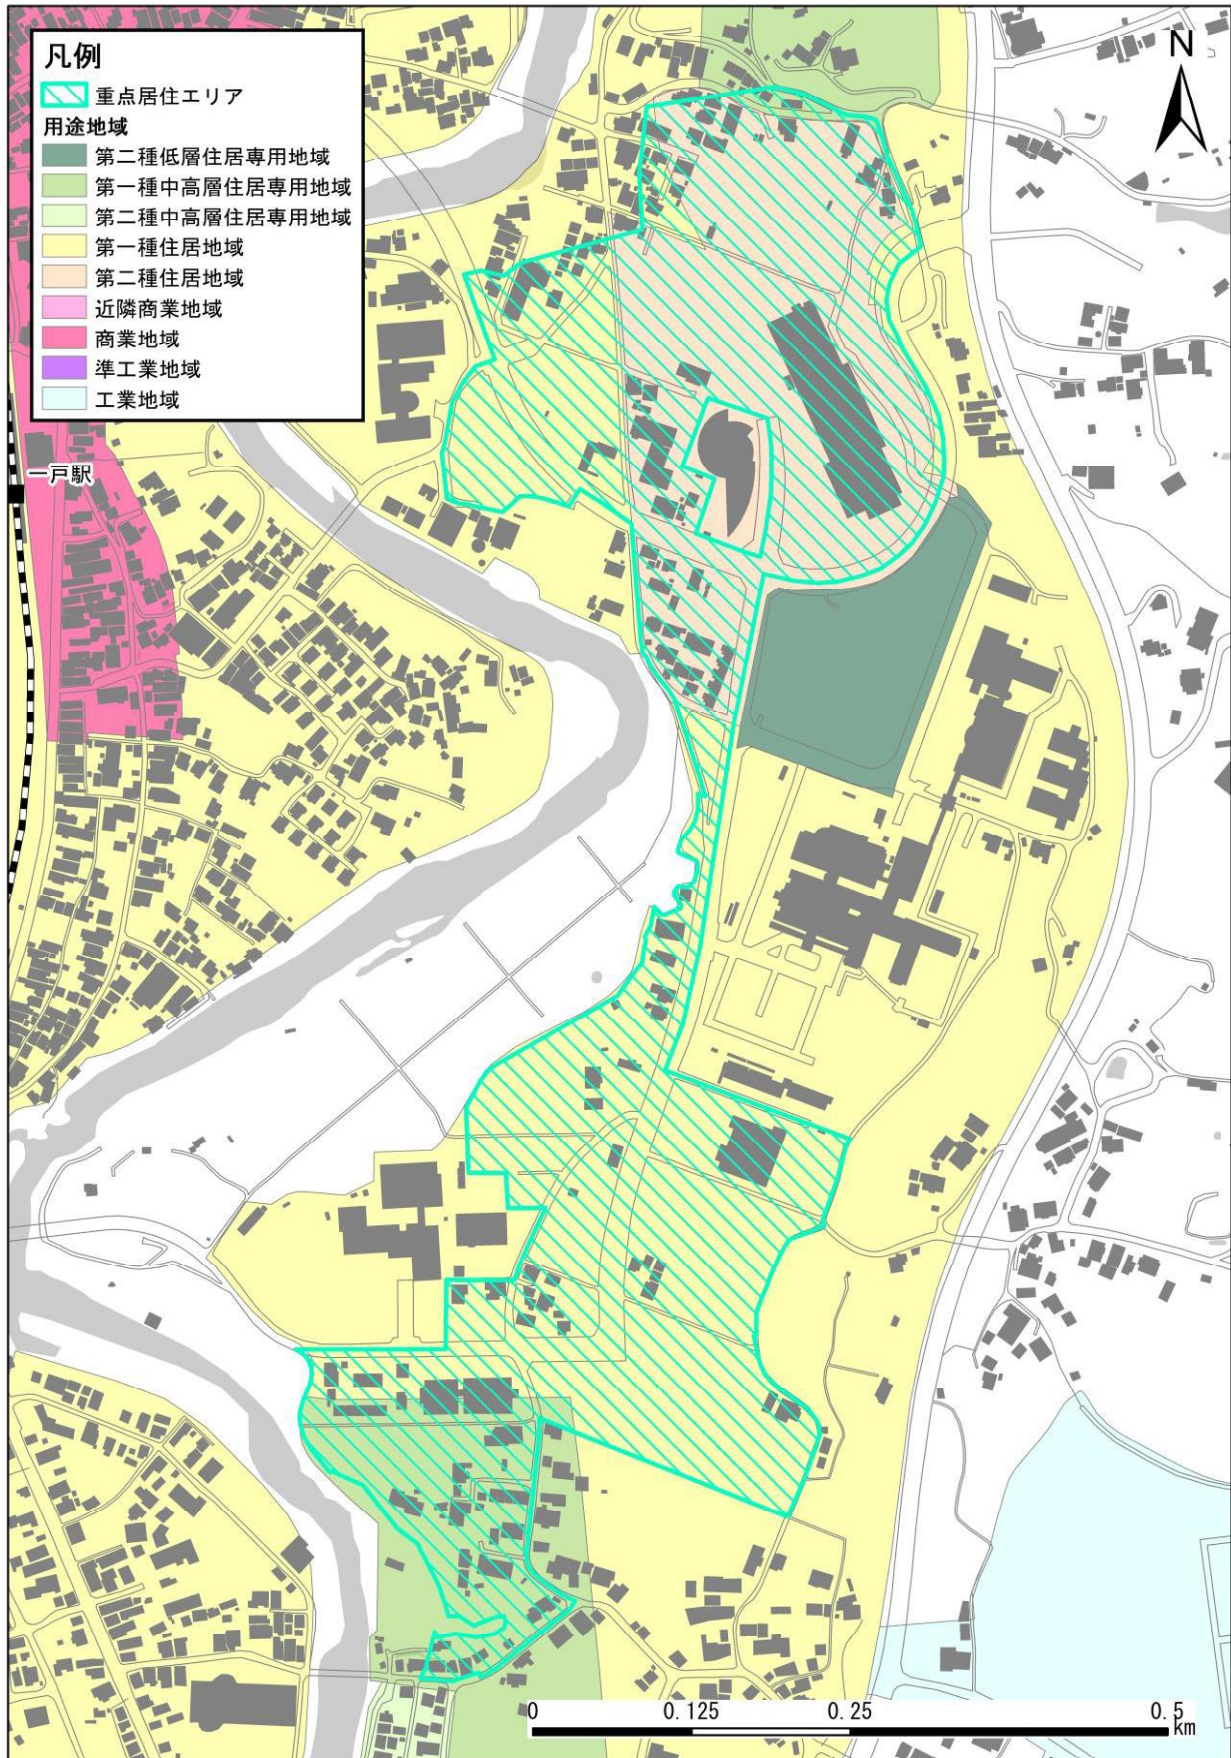 凡例
重点居住エリア
用途地域
第二種低層住居専用地域
第一種中高層住居専用地域
第二種中高層住居専用地域
第一種住居地域
第二種住居地域
近隣商業地域
商業地域
準工業地域
工業地域
N
一戸駅
0 0.125 0.25 0.5
km